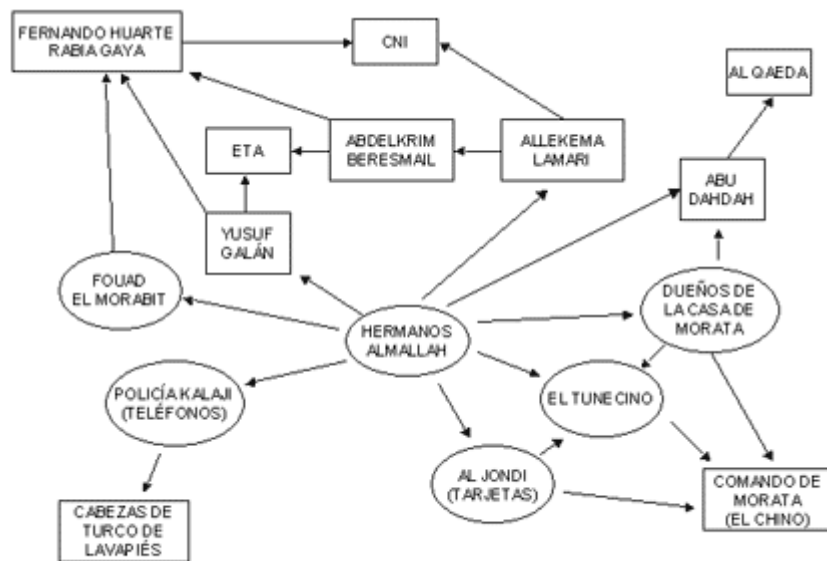 FERNANDO HUARTE
RABIA GAYA
CNI
AL QAEDA
ETA
ABDELKRIM
BERESMAIL
ALLEKEMA
LAMARI
ABU
DAHDAH
YUSUF
GALÁN
FOUAD
EL MORABIT
HERMANOS
ALMALLAH
DUEÑOS DE
LA CASA DE
MORATA
POLICÍA KALAJI
(TELÉFONOS)
EL TUNECINO
AL JONDI
(TARJETAS)
CABEZAS DE
TURCO DE
LAVAPIÉS
COMANDO DE
MORATA
(EL CHINO)